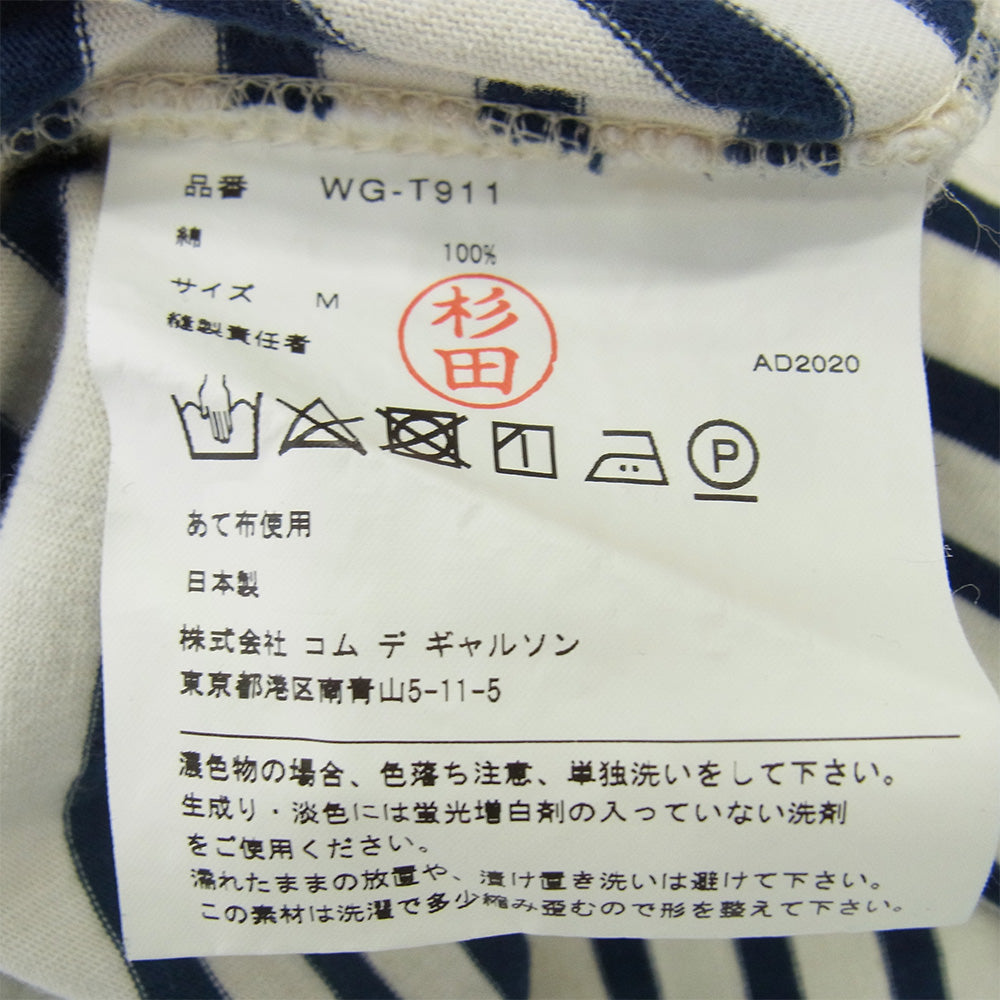 品番 WG-T911
綿 100%
サイズ M
縫製責任者 杉田
AD2020
P
あて布使用
日本製
株式会社 コム デ ギャルソン
東京都港区南青山5-11-5
濃色物の場合、色落ち注意、単独洗いをして下さい。
生成り・淡色には蛍光増白剤の入っていない洗剤
をご使用ください。
濡れたままの放置や、漬け置き洗いは避けて下さい。
この素材は洗濯で多少縮み歪むので形を整えて下さい。